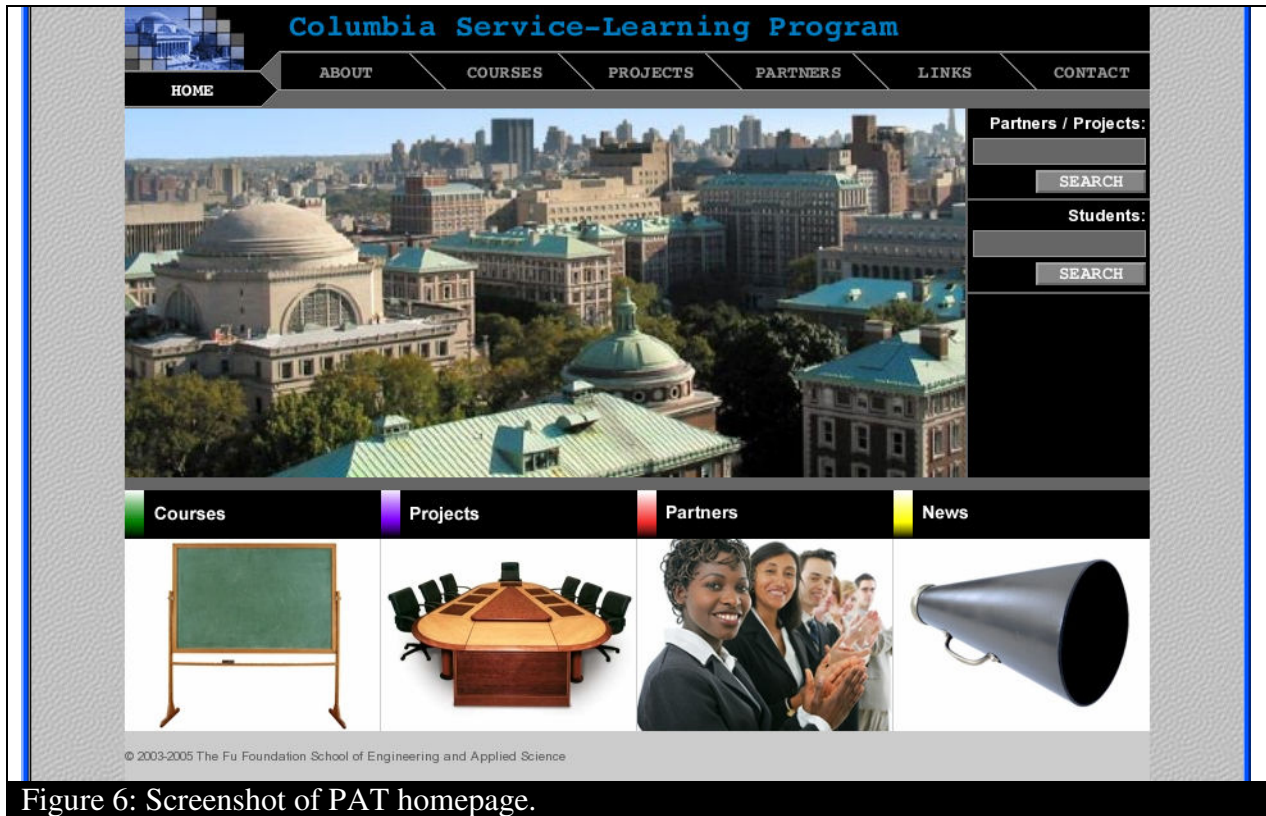 Columbia Service-Learning Program
HOME
ABOUT COURSES PROJECTS PARTNERS LINKS CONTACT
Partners / Projects:
SEARCH
Students:
SEARCH
Courses Projects Partners News
© 2003-2005 The Fu Foundation School of Engineering and Applied Science
Figure 6: Screenshot of PAT homepage.